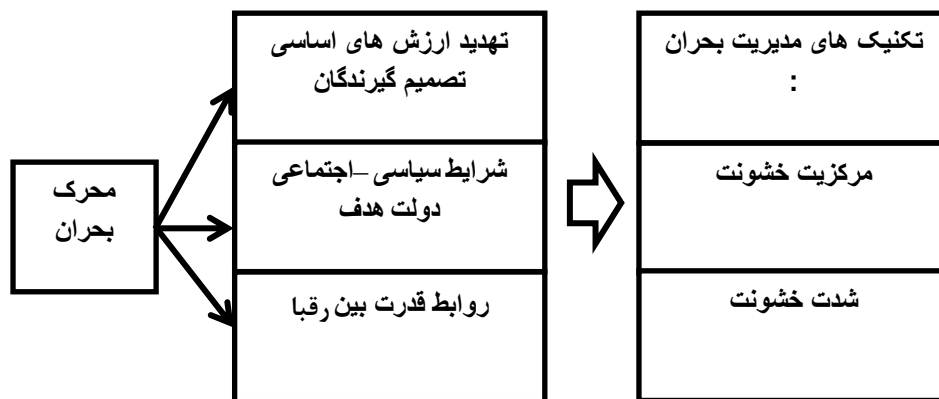 محرک
بحران
تهدید ارزش های اساسی
تصمیم گیرندگان
شرایط سیاسی –اجتماعی
دولت هدف
روابط قدرت بین رقبا
تکنیک های مدیریت بحران
:
مرکزیت خشونت
شدت خشونت